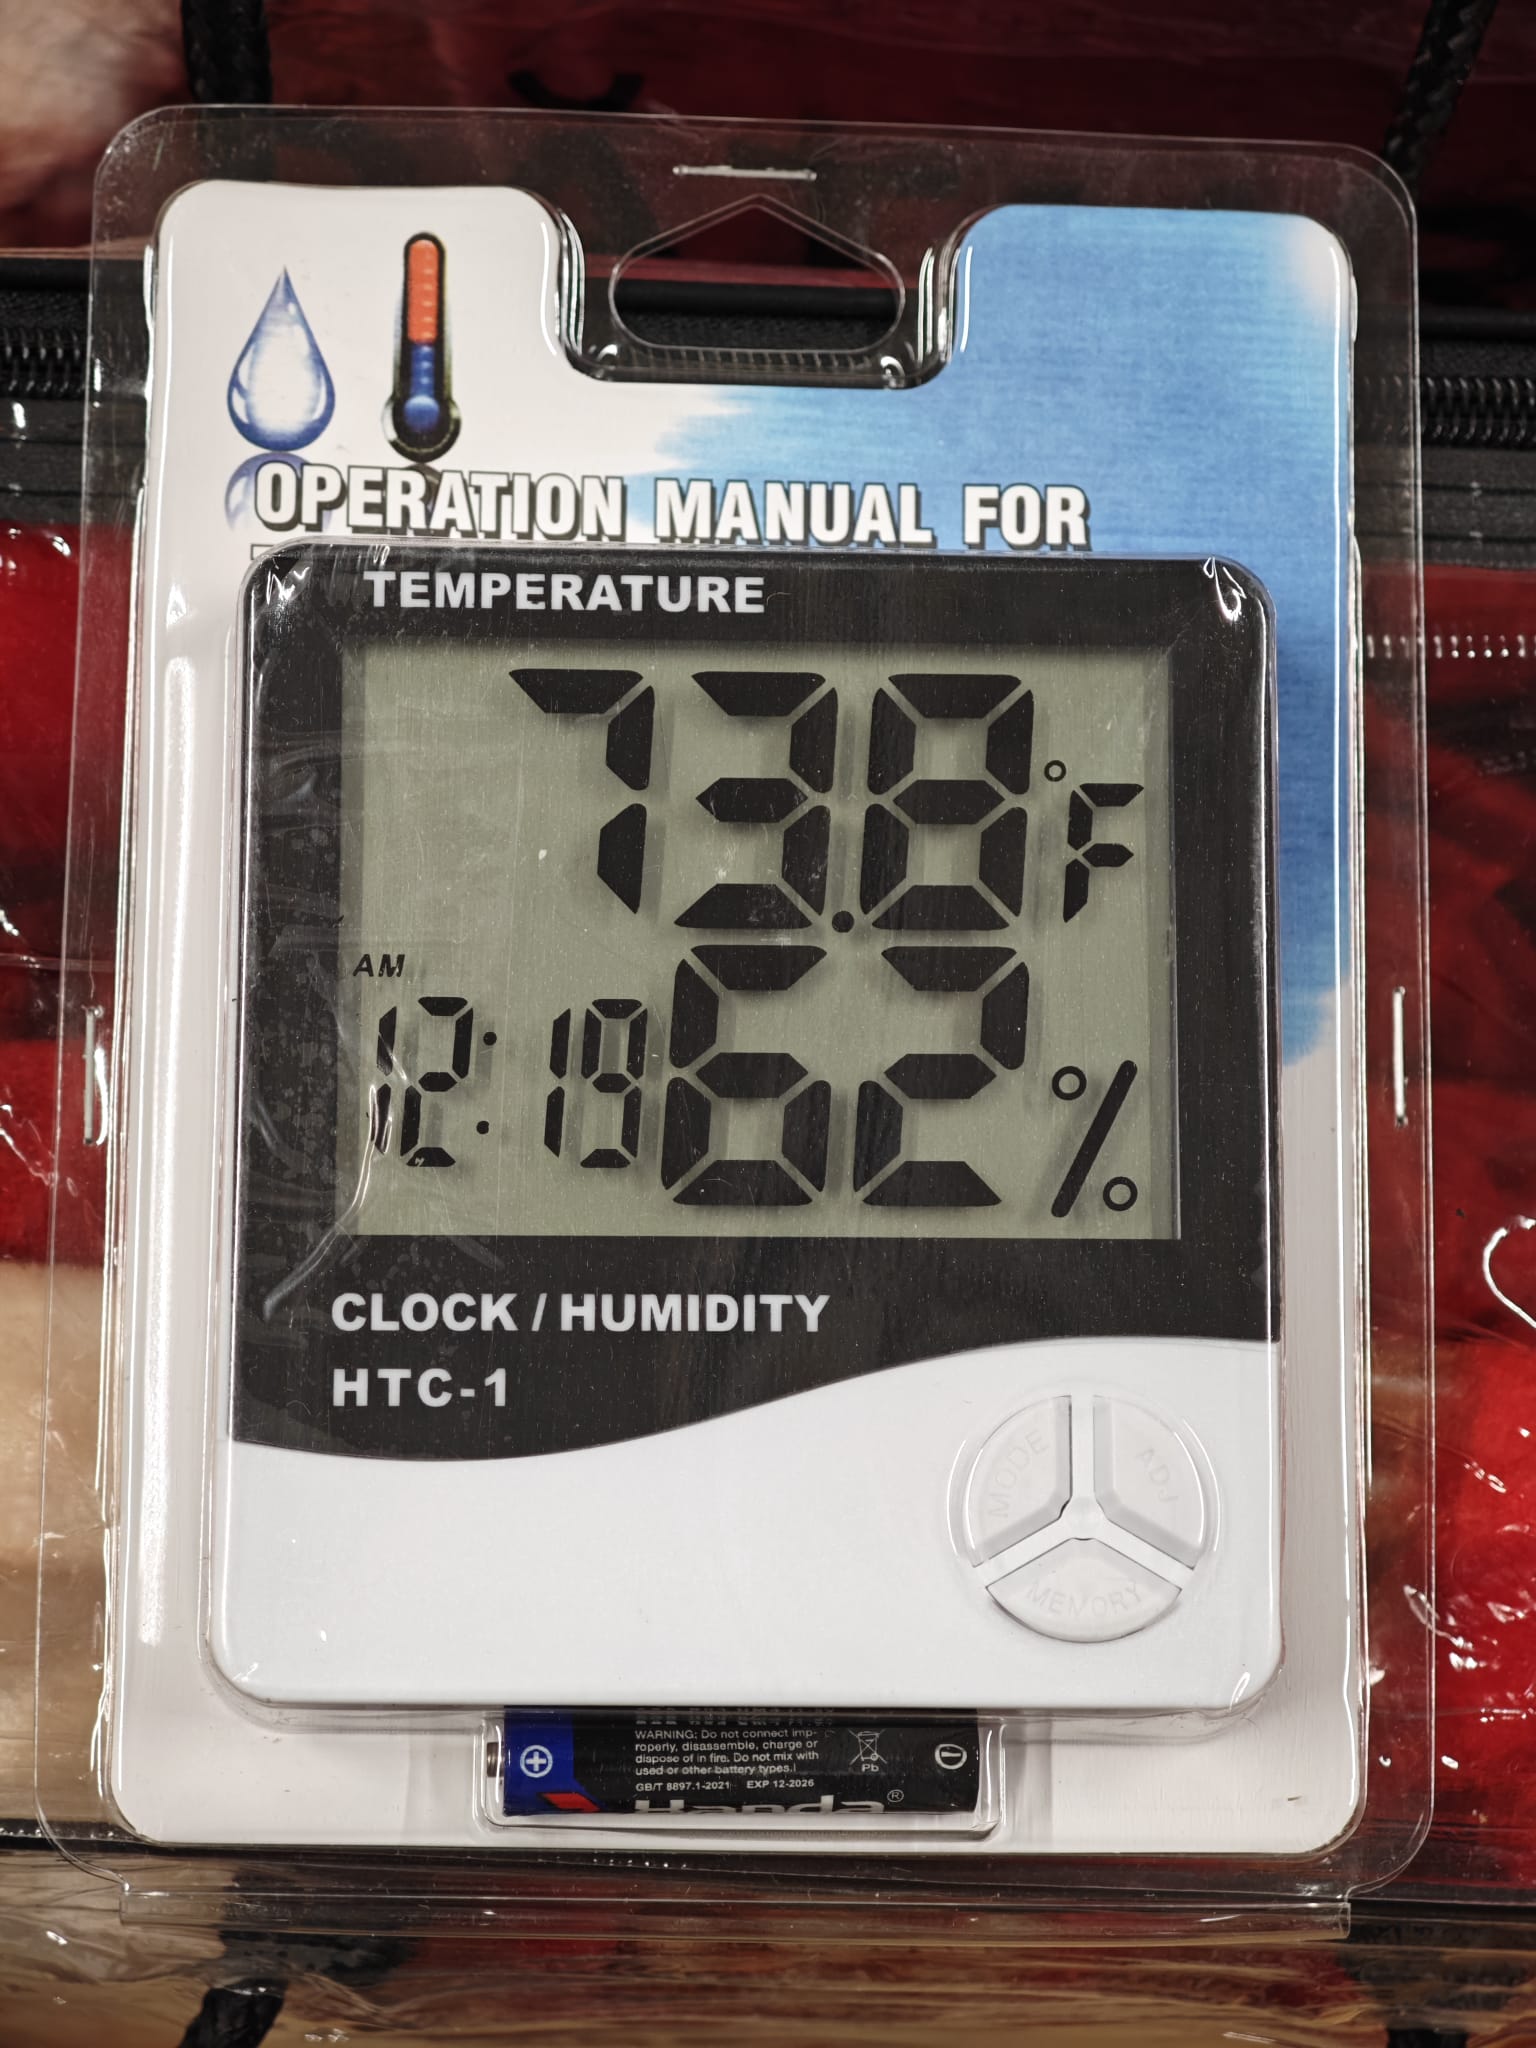 OPERATION MANUAL FOR
TEMPERATURE
73.8 °F
AM
12:19 62 %
CLOCK / HUMIDITY
HTC-1
MODE ADJ
MEMORY
WARNING: Do not connect imp-
roperly, disassemble, charge or
dispose of in fire. Do not mix with
used or other battery types.
Pb
GB/T 8897.1-2021 EXP 12-2026